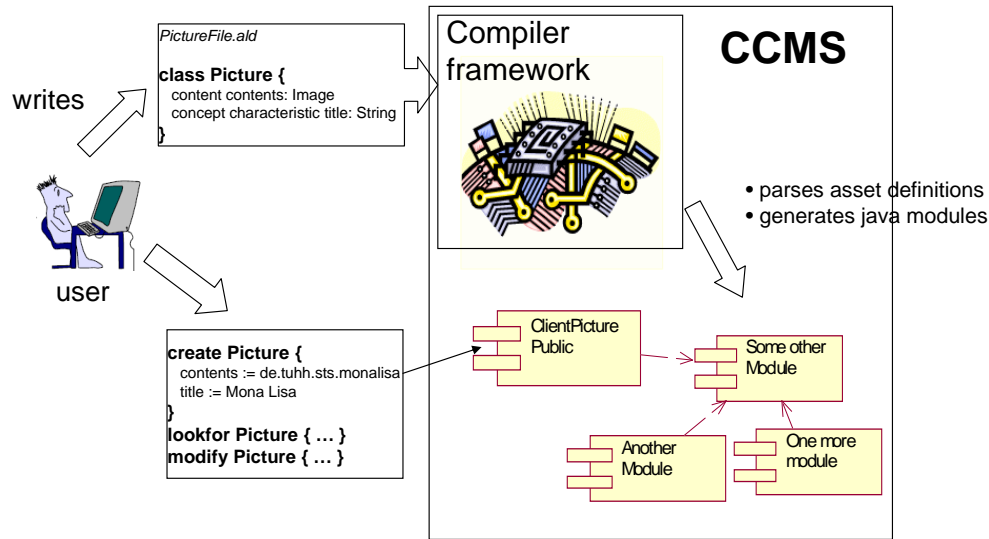 PictureFile.ald
class Picture {
content contents: Image
concept characteristic title: String
}
writes
user
create Picture {
contents := de.tuhh.sts.monalisa
title := Mona Lisa
}
lookfor Picture { … }
modify Picture { … }
Compiler
framework
CCMS
• parses asset definitions
• generates java modules
ClientPicture
Public
Some other
Module
Another
Module
One more
module